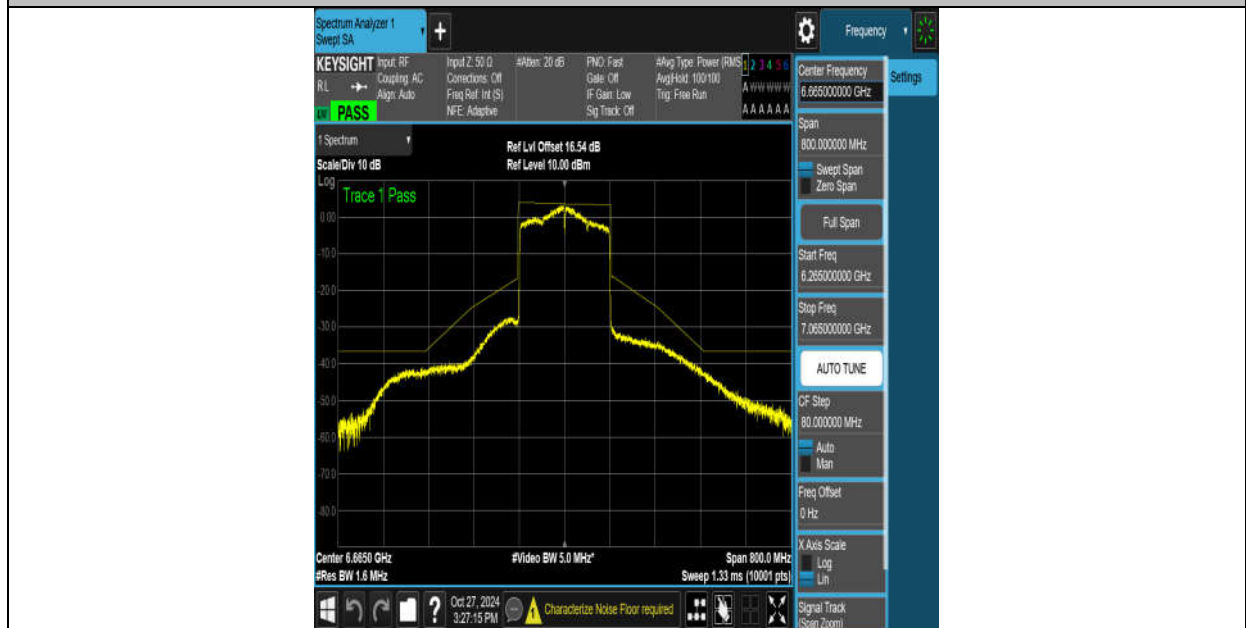 Spectrum Analyzer 1
Swept SA
Frequency
KEYSIGHT
RL
Input: RF
Coupling: AC
Align: Auto
Input Z: 50 Ω
Corrections: Off
Freq Ref: Int (S)
NFE: Adaptive
#Atten: 20 dB
PNO: Fast
Gate: Off
IF Gain: Low
Sig Track: Off
#Avg Type: Power (RMS
Avg|Hold: 100/100
Trig: Free Run
1 2 3 4 5 6
A W W W W W
A A A A A A
PASS
1 Spectrum
Scale/Div 10 dB
Ref Lvl Offset 16.54 dB
Ref Level 10.00 dBm
Log
Trace 1 Pass
0.00
-10.0
-20.0
-30.0
-40.0
-50.0
-60.0
-70.0
-80.0
Center 6.6650 GHz
#Res BW 1.6 MHz
#Video BW 5.0 MHz*
Span 800.0 MHz
Sweep 1.33 ms (10001 pts)
Oct 27, 2024
3:27:15 PM
Characterize Noise Floor required
Center Frequency
6.665000000 GHz
Settings
Span
800.000000 MHz
Swept Span
Zero Span
Full Span
Start Freq
6.265000000 GHz
Stop Freq
7.065000000 GHz
AUTO TUNE
CF Step
80.000000 MHz
Auto
Man
Freq Offset
0 Hz
X Axis Scale
Log
Lin
Signal Track
(Span Zoom)